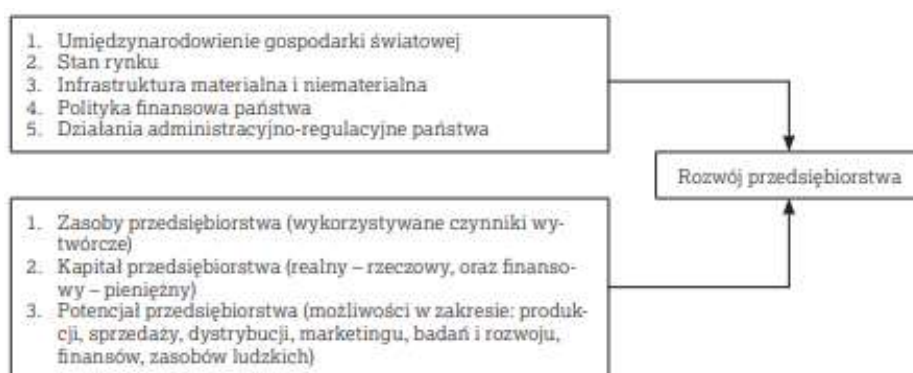 1. Umiędzynarodowienie gospodarki światowej
2. Stan rynku
3. Infrastruktura materialna i niematerialna
4. Polityka finansowa państwa
5. Działania administracyjno-regulacyjne państwa
Rozwój przedsiębiorstwa
1. Zasoby przedsiębiorstwa (wykorzystywane czynniki wy-
twórcze)
2. Kapitał przedsiębiorstwa (realny – rzeczowy, oraz finanso-
wy – pieniężny)
3. Potencjał przedsiębiorstwa (możliwości w zakresie: produk-
cji, sprzedaży, dystrybucji, marketingu, badań i rozwoju,
finansów, zasobów ludzkich)